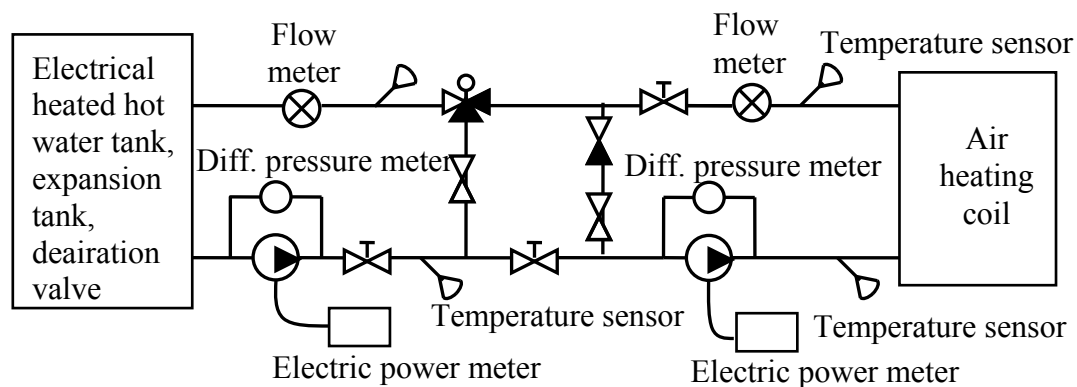 Electrical
heated hot
water tank,
expansion
tank,
deairation
valve
Flow
meter
Diff. pressure meter
Temperature sensor
Electric power meter
Flow
meter
Temperature sensor
Diff. pressure meter
Air
heating
coil
Temperature sensor
Electric power meter